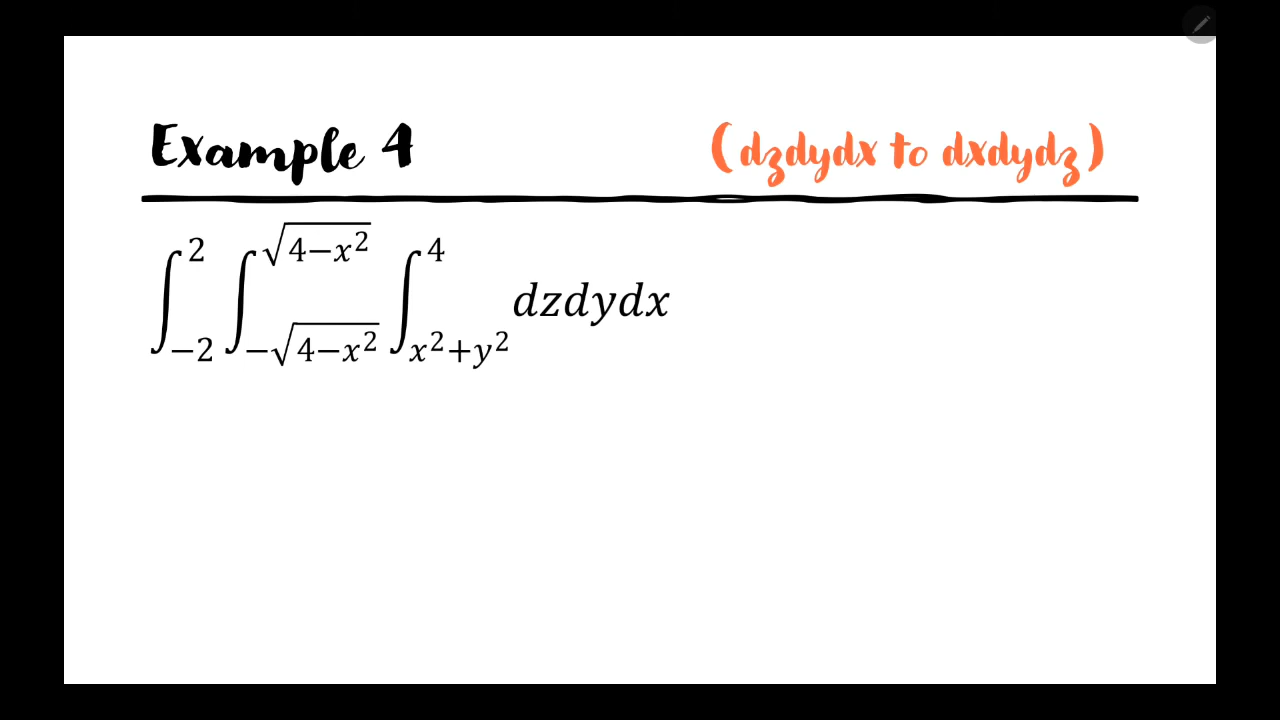 Example 4 (dzdydx to dxdydz)
∫_{-2}^{2} ∫_{-√(4-x²)}^{√(4-x²)} ∫_{x²+y²}^{4} dzdydx